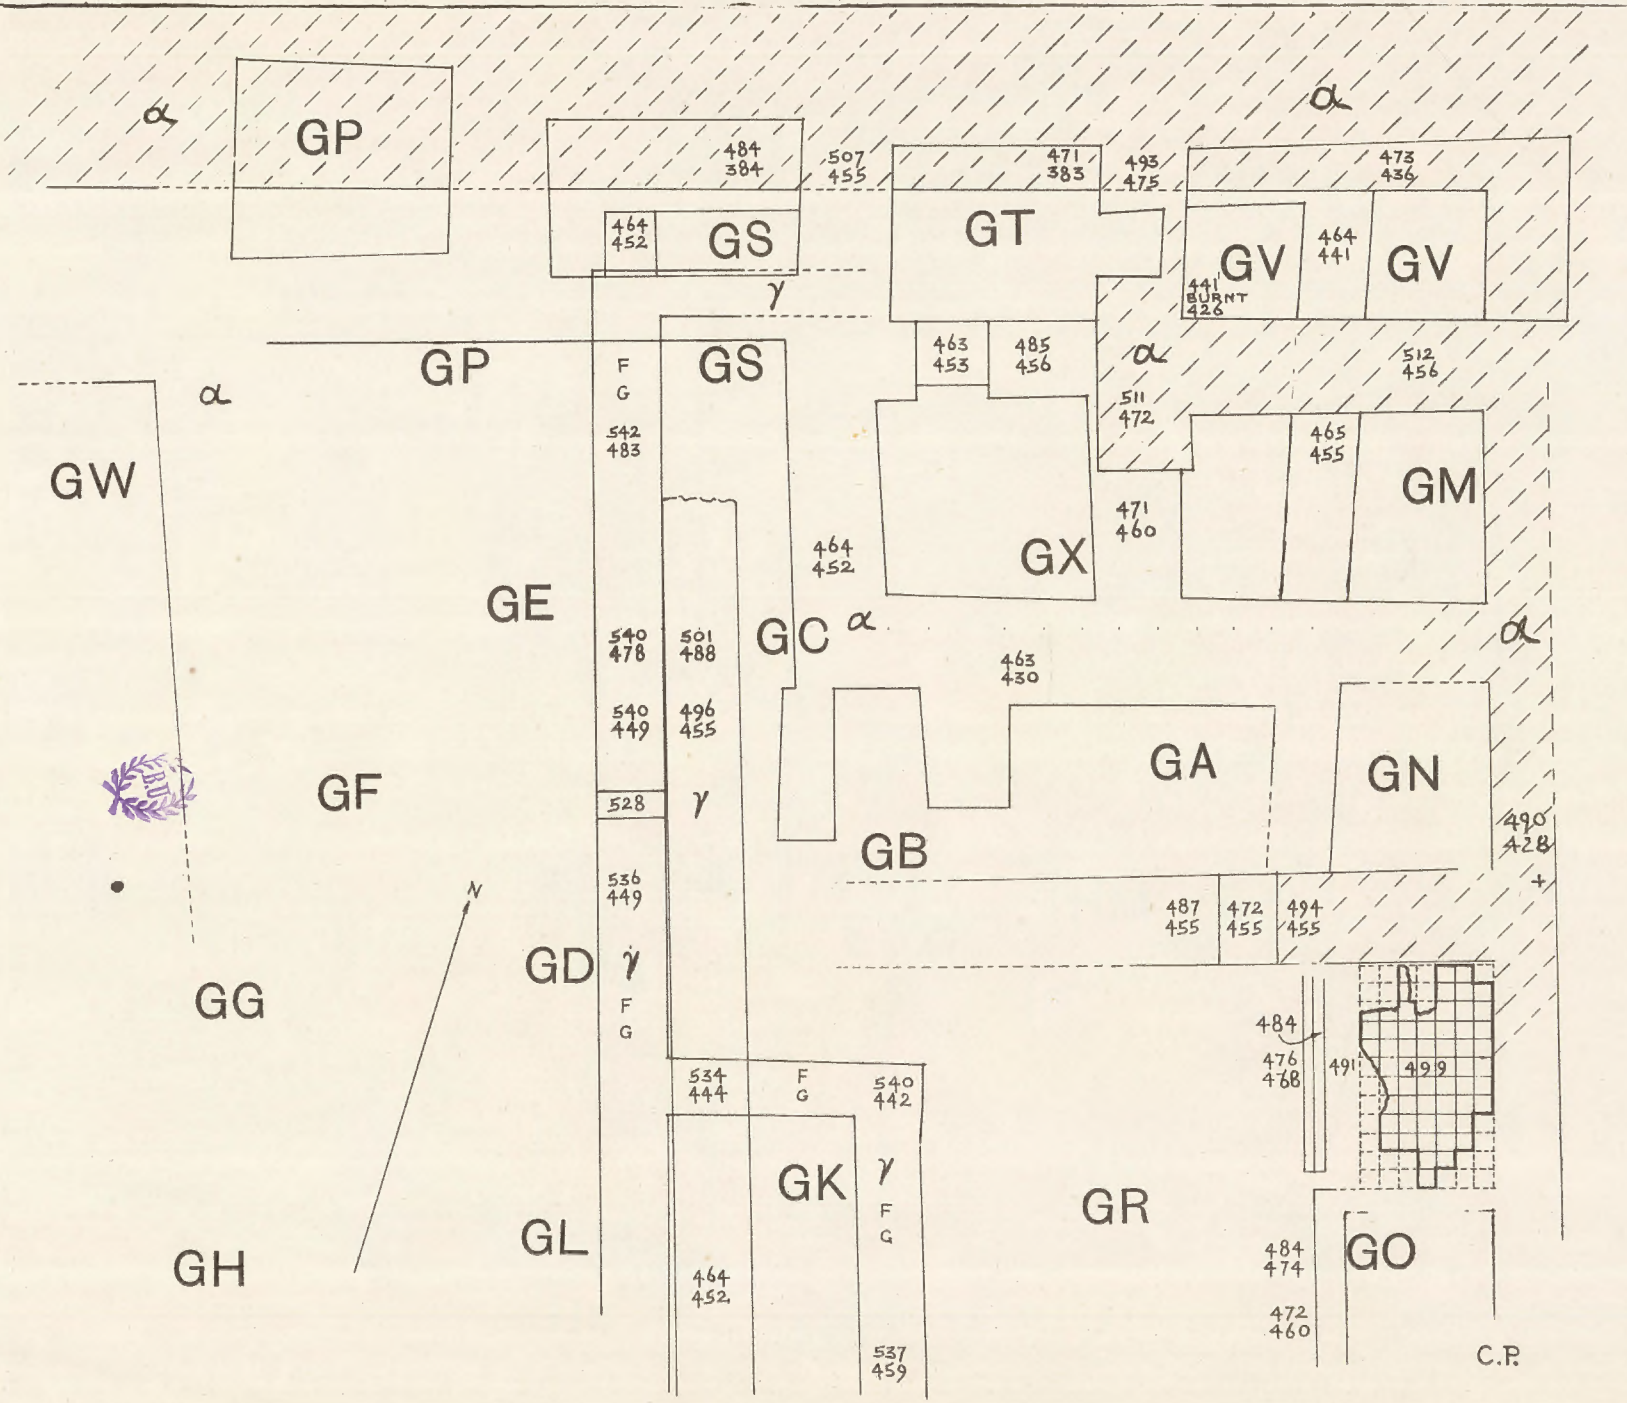 α
α
GP
484
384
507
455
471
383
493
475
473
436
464
452
GS
GT
GV
464
441
GV
441
BURNT
426
γ
GP
F
G
GS
463
453
485
456
α
512
456
α
511
472
542
483
465
455
GW
GM
471
460
GX
464
452
GE
540
478
501
488
GC
α
α
463
430
540
449
496
455
GA
GN
B.U
GF
528
γ
490
428
GB
+
N
536
449
487
455
472
455
494
455
GD
γ
F
G
GG
484
476
468
491
499
534
444
F
G
540
442
GK
γ
F
G
GR
GL
GH
484
474
GO
464
452
472
460
537
459
C.P.